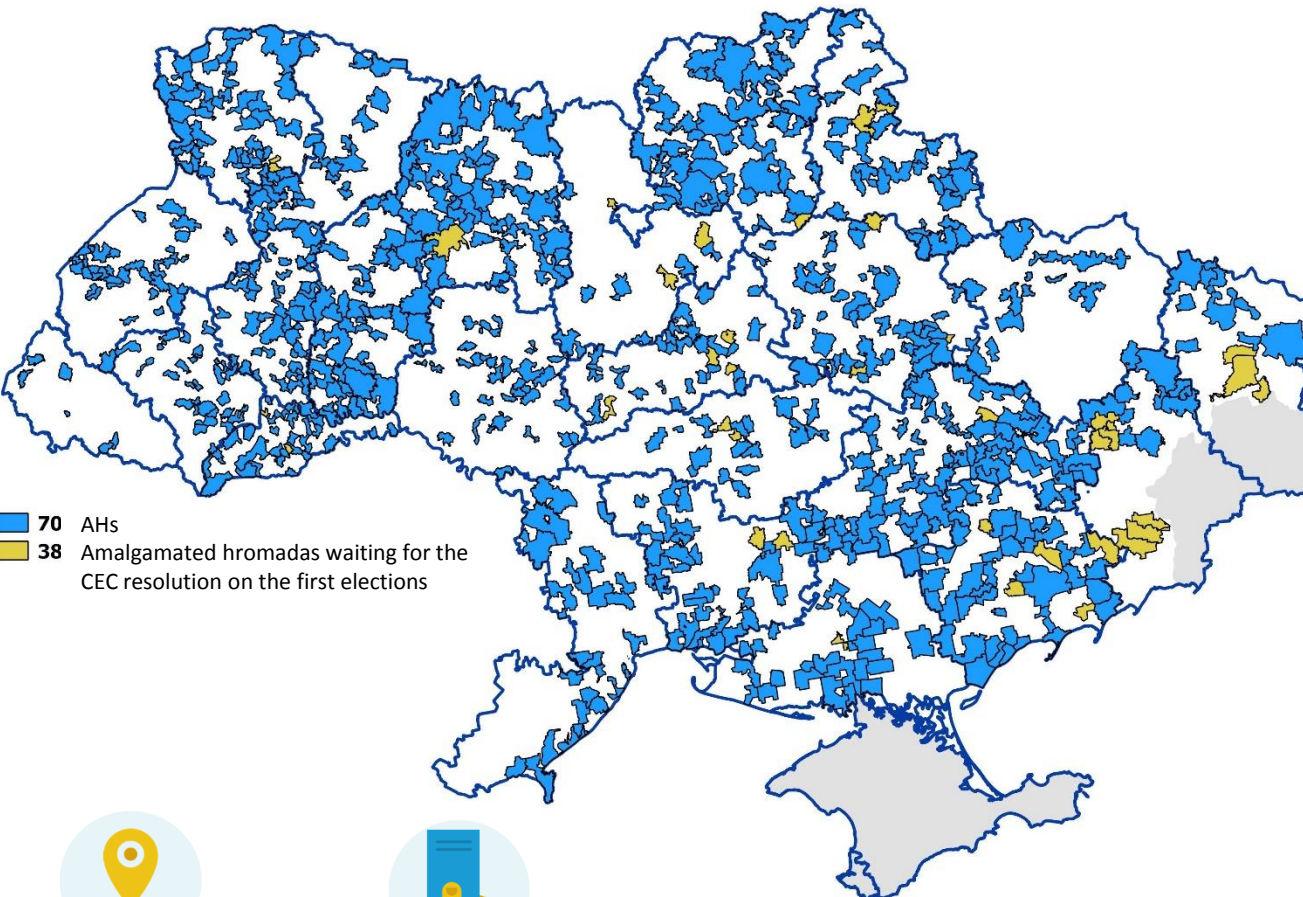 70 AHs
38 Amalgamated hromadas waiting for the
CEC resolution on the first elections